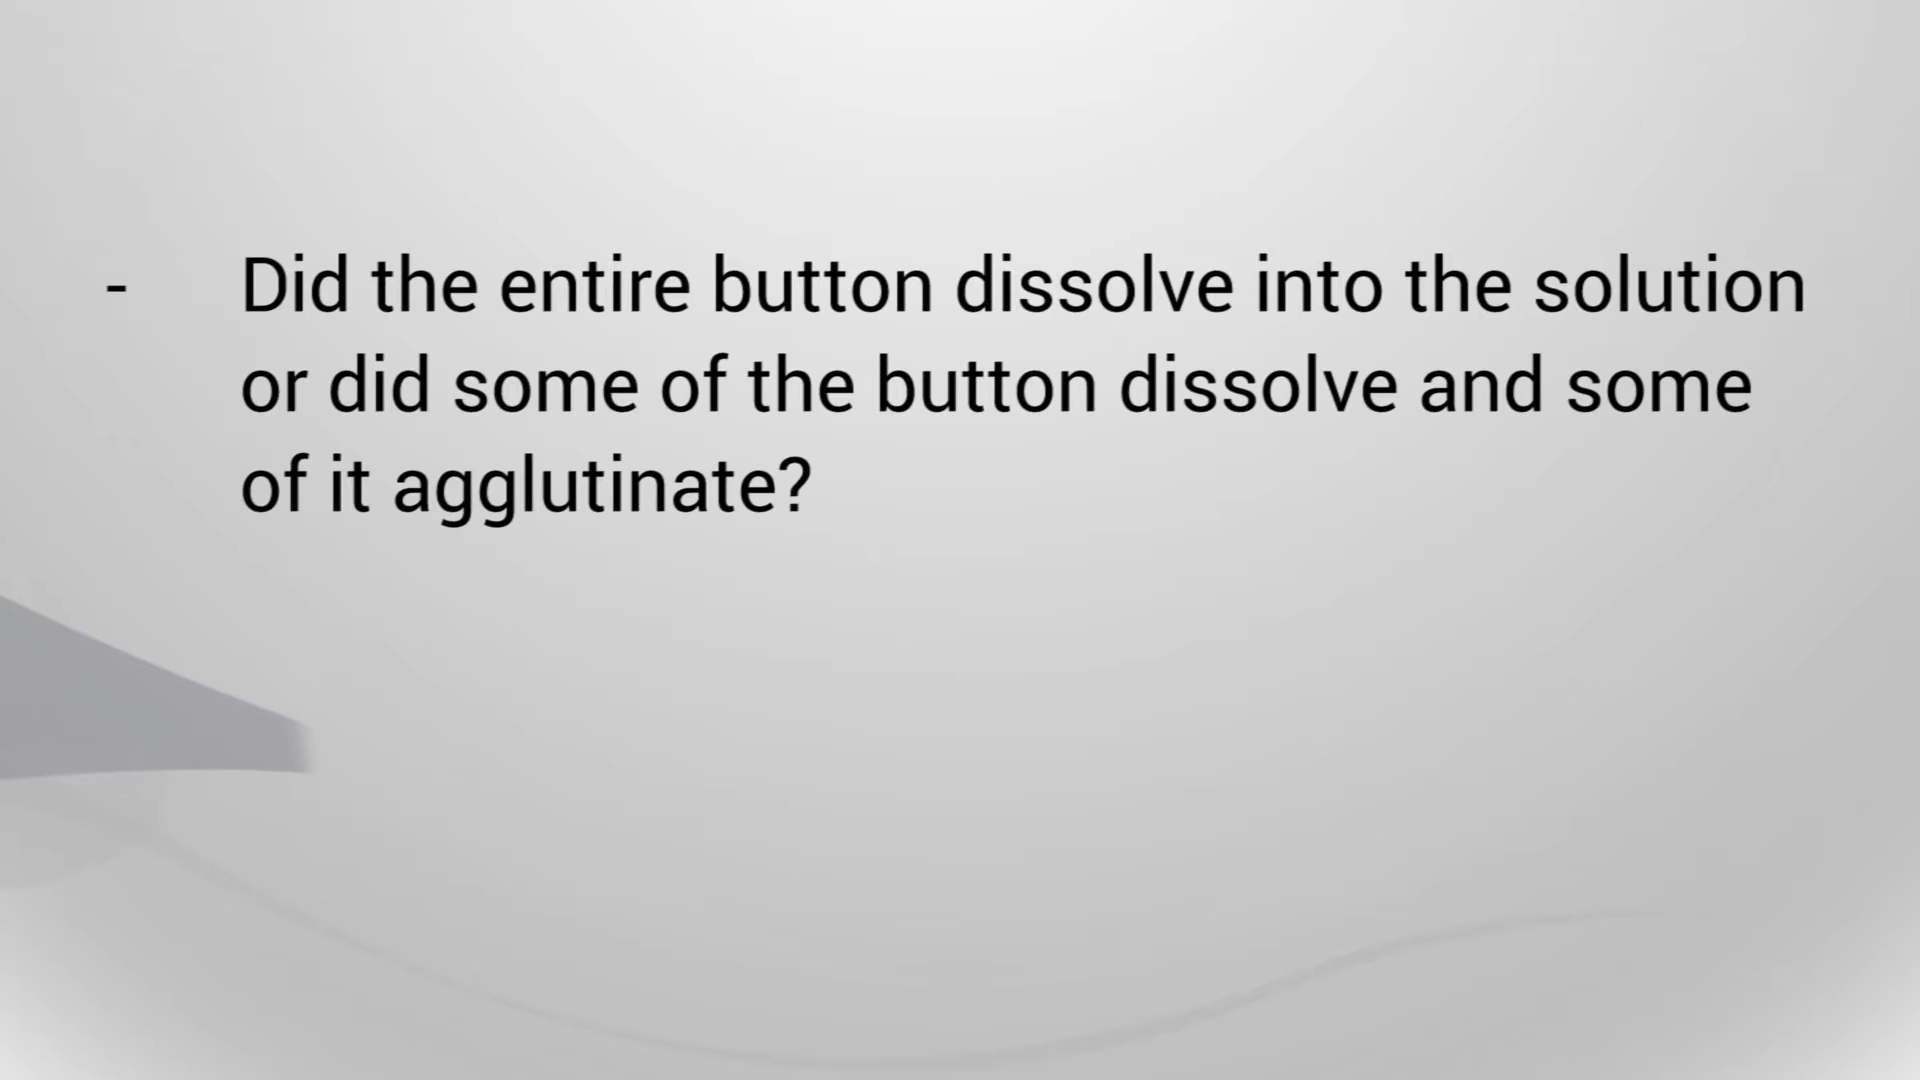 - Did the entire button dissolve into the solution
or did some of the button dissolve and some
of it agglutinate?